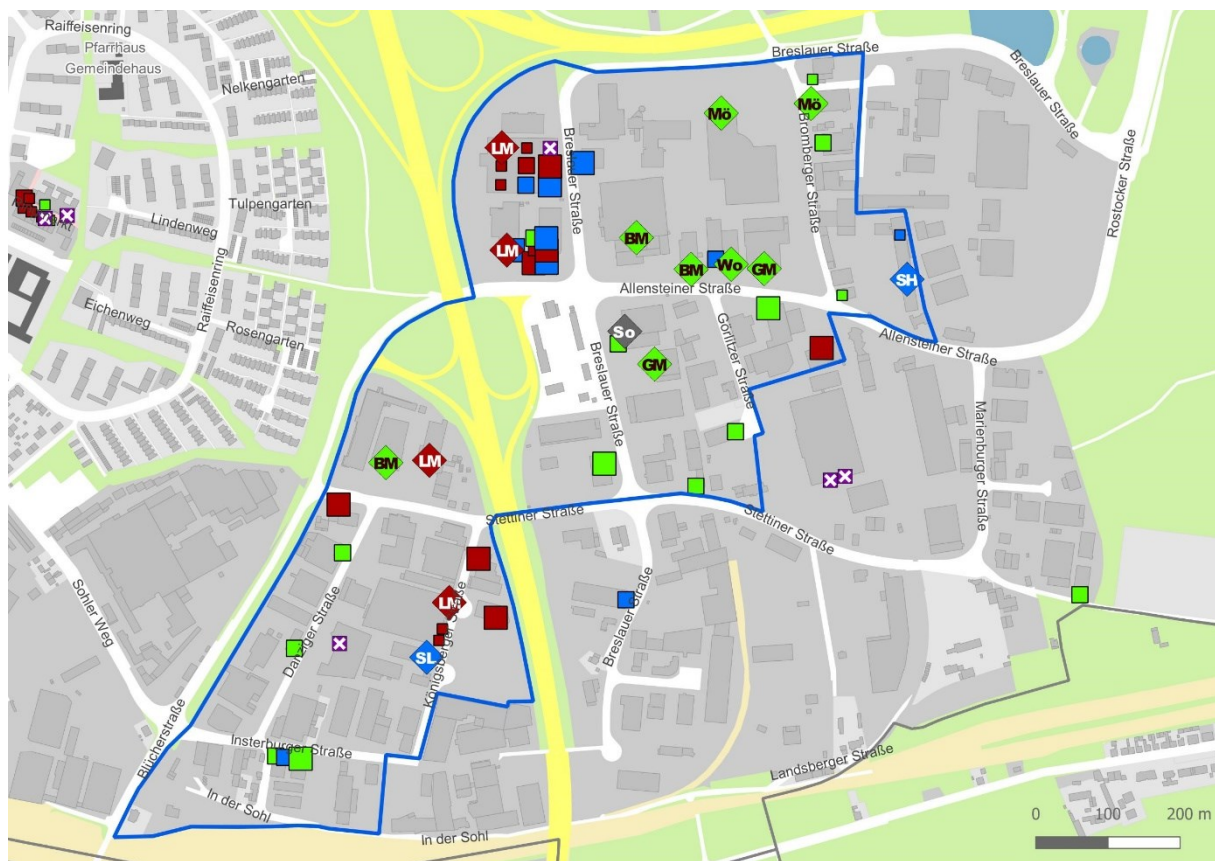 Raiffeisenring
Pfarrhaus
Gemeindehaus
Nelkengarten
Breslauer Straße
Breslauer Straße
Mö
Mö
LM
Breslauer Straße
Bromberger Straße
Rostocker Straße
Tulpengarten
Lindenweg
Raiffeisenring
LM
BM
BM
Wo
GM
SH
Eichenweg
Rosengarten
Allensteiner Straße
So
GM
Breslauer Straße
Görlitzer Straße
Allensteiner Straße
BM
LM
Marienburger Straße
Stettiner Straße
Stettiner Straße
Sohler Weg
Danziger Straße
LM
Königsberger Straße
SL
Breslauer Straße
Blücherstraße
Insterburger Straße
Landsberger Straße
In der Sohl
In der Sohl
0 100 200 m